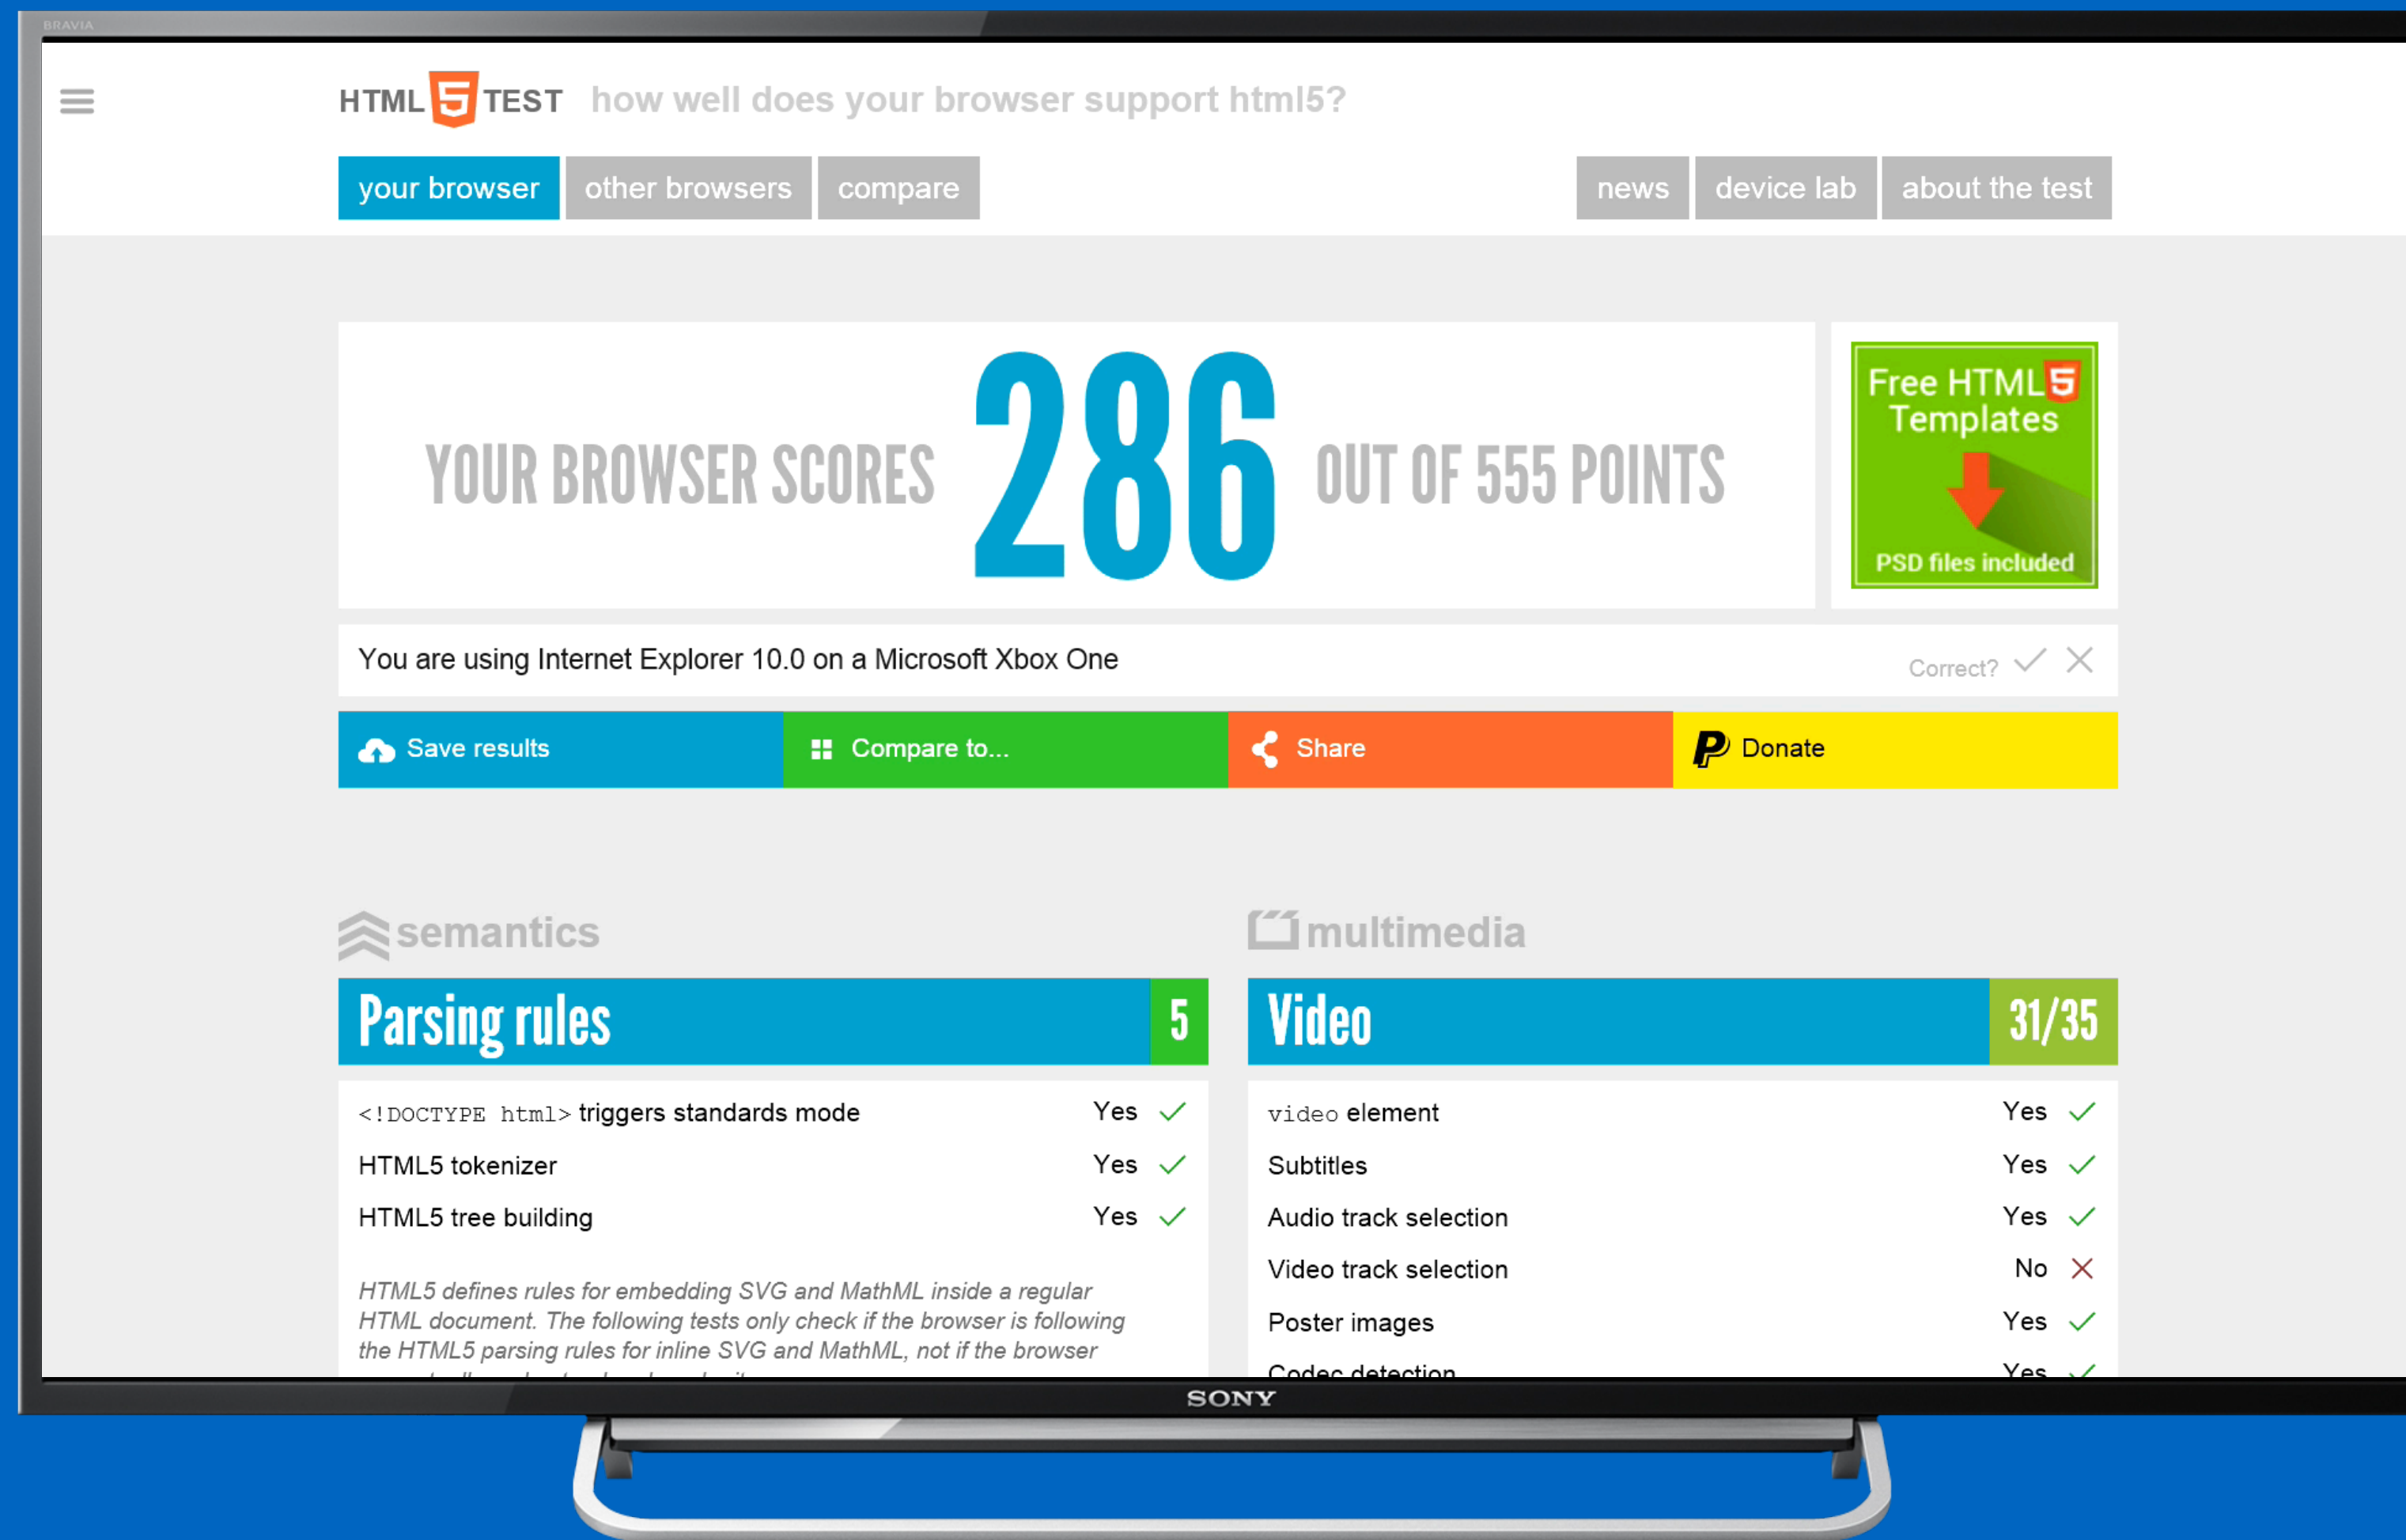 BRAVIA
HTML5TEST how well does your browser support html5?
your browser other browsers compare news device lab about the test
YOUR BROWSER SCORES 286 OUT OF 555 POINTS
Free HTML5
Templates
PSD files included
You are using Internet Explorer 10.0 on a Microsoft Xbox One Correct?
Save results Compare to... Share Donate
semantics
Parsing rules 5
<!DOCTYPE html> triggers standards mode Yes
HTML5 tokenizer Yes
HTML5 tree building Yes
HTML5 defines rules for embedding SVG and MathML inside a regular
HTML document. The following tests only check if the browser is following
the HTML5 parsing rules for inline SVG and MathML, not if the browser
multimedia
Video 31/35
video element Yes
Subtitles Yes
Audio track selection Yes
Video track selection No
Poster images Yes
Codec detection Yes
SONY